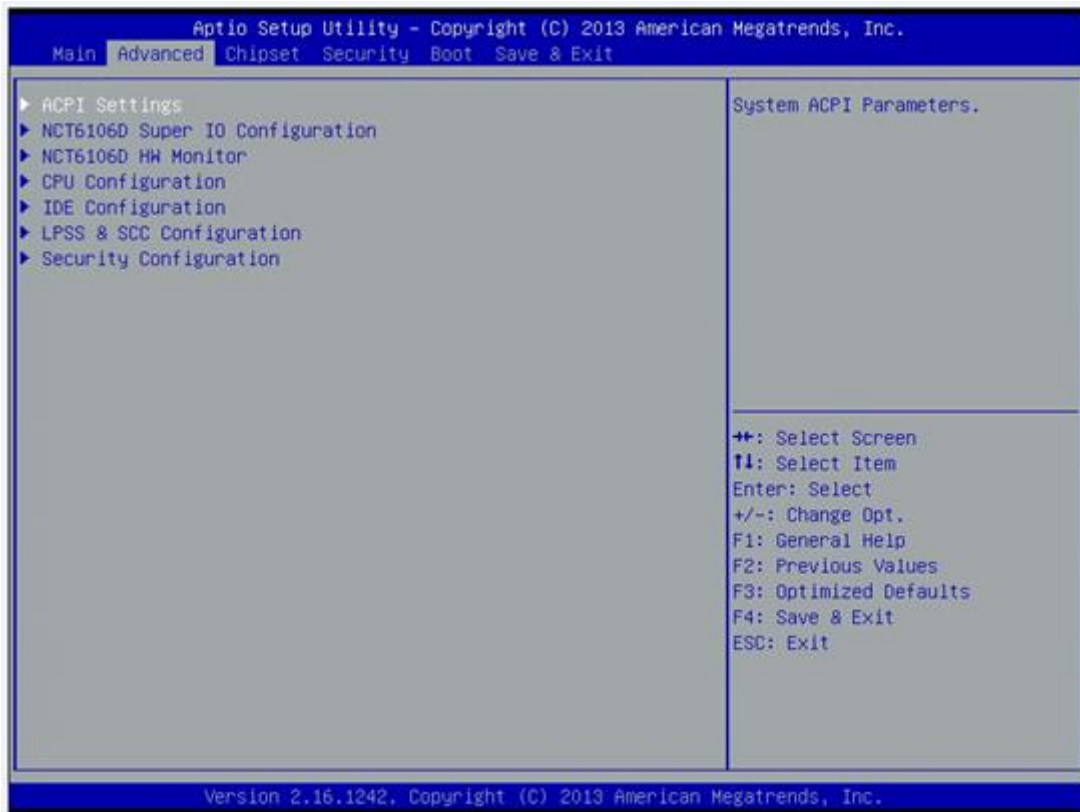 Aptio Setup Utility - Copyright (C) 2013 American Megatrends, Inc.
Main Advanced Chipset Security Boot Save & Exit
ACPI Settings
NCT6106D Super IO Configuration
NCT6106D HW Monitor
CPU Configuration
IDE Configuration
LPSS & SCC Configuration
Security Configuration
System ACPI Parameters.
→←: Select Screen
↑↓: Select Item
Enter: Select
+/-: Change Opt.
F1: General Help
F2: Previous Values
F3: Optimized Defaults
F4: Save & Exit
ESC: Exit
Version 2.16.1242. Copyright (C) 2013 American Megatrends, Inc.